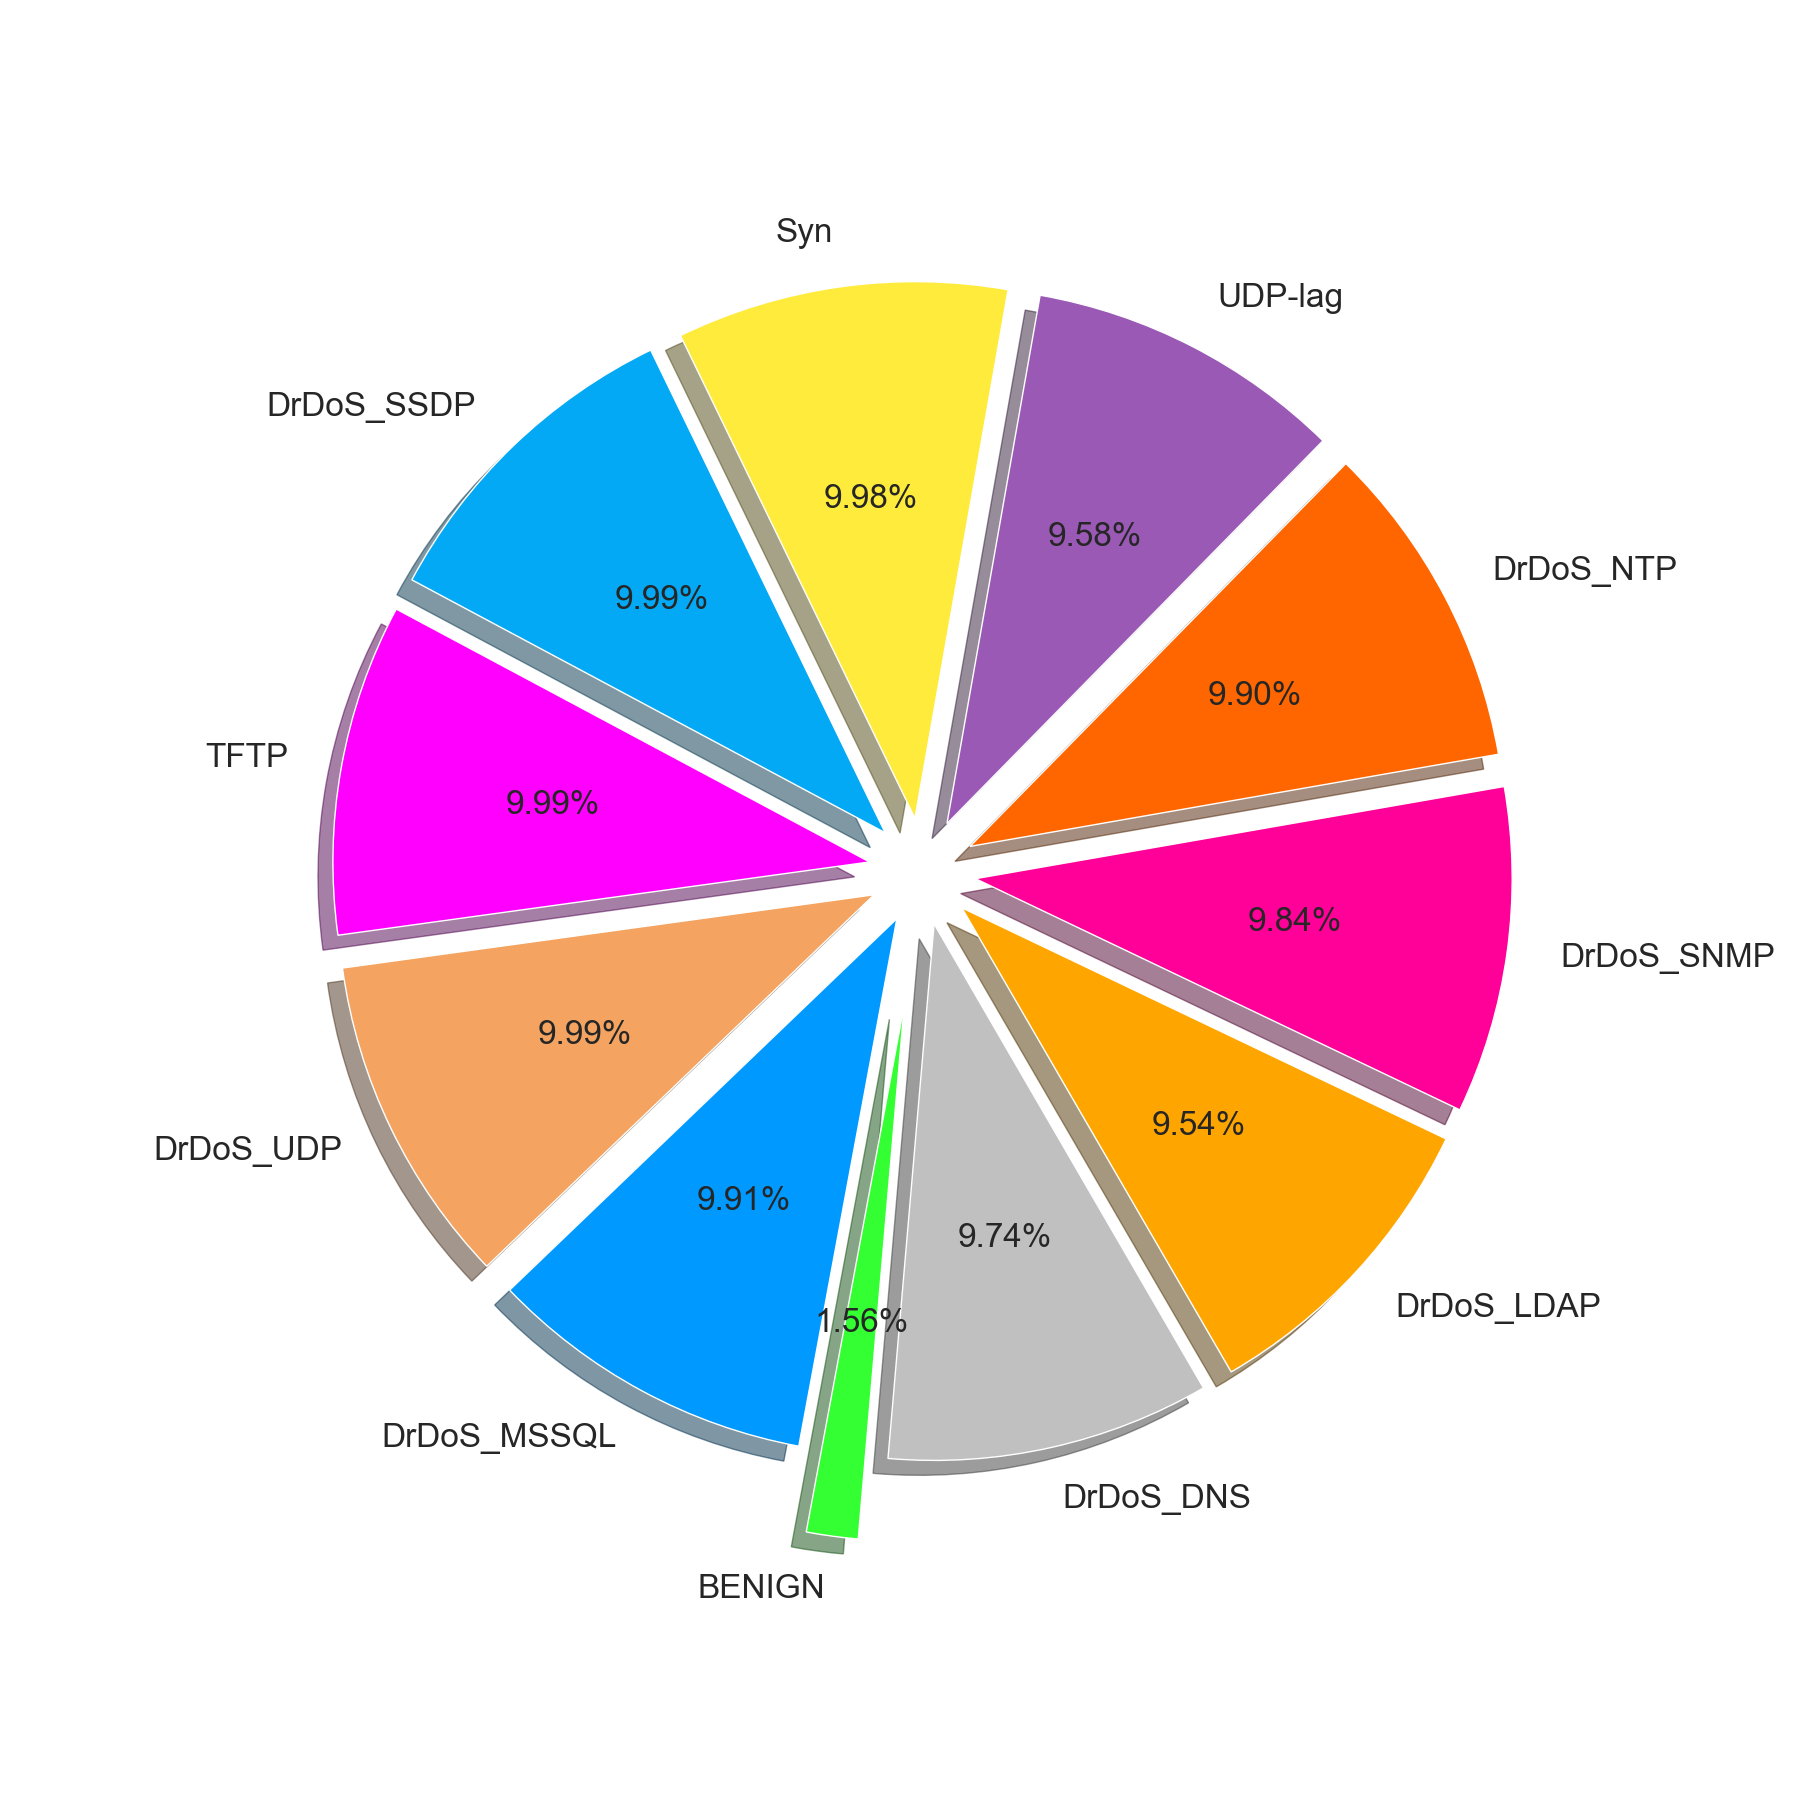 Syn
UDP-lag
DrDoS_SSDP
9.98%
9.58%
DrDoS_NTP
9.99%
9.90%
TFTP
9.99%
9.84%
DrDoS_SNMP
9.99%
9.54%
DrDoS_UDP
9.91%
9.74%
1.56%
DrDoS_LDAP
DrDoS_MSSQL
DrDoS_DNS
BENIGN